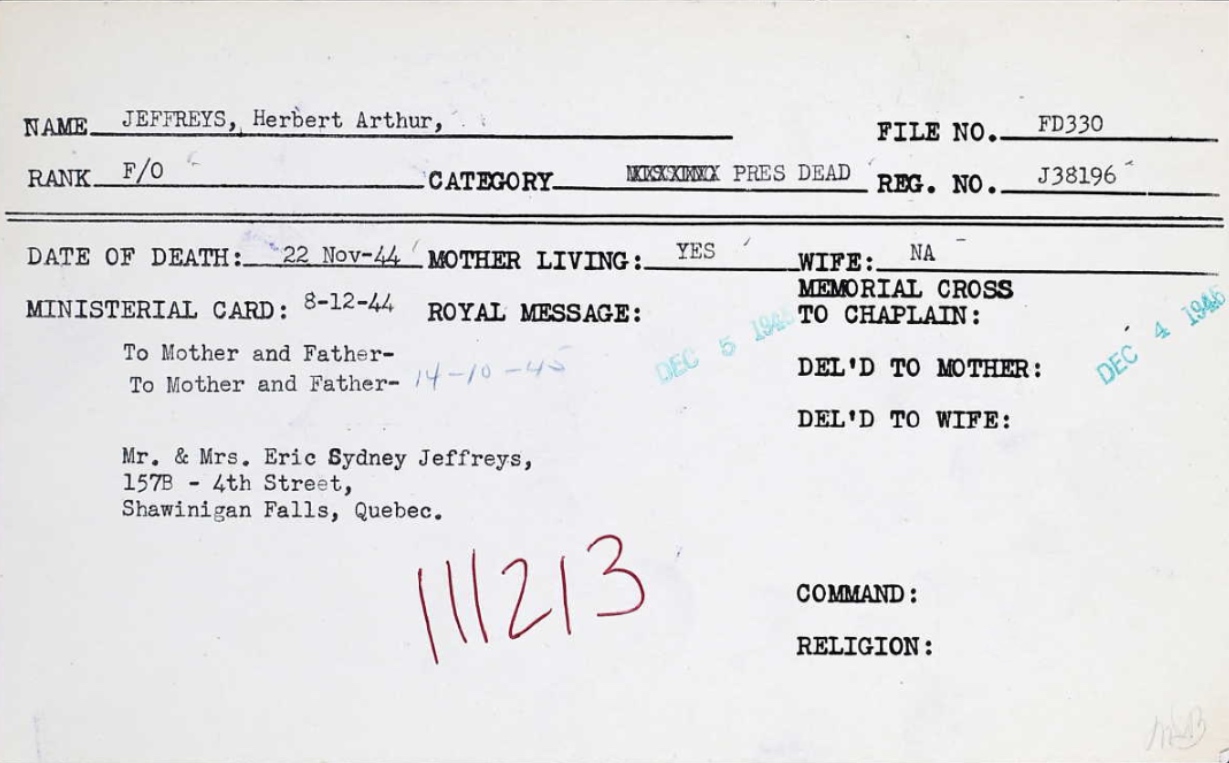 NAME JEFFREYS, Herbert Arthur, FILE NO. FD330
RANK F/O CATEGORY PRES DEAD REG. NO. J38196
DATE OF DEATH: 22 Nov-44 MOTHER LIVING: YES WIFE: NA
MINISTERIAL CARD: 8-12-44 ROYAL MESSAGE: DEC 5 1945 MEMORIAL CROSS
TO CHAPLAIN: DEC 4 1945
To Mother and Father-
To Mother and Father- 14-10-45
DEL'D TO MOTHER:
DEL'D TO WIFE:
Mr. & Mrs. Eric Sydney Jeffreys,
157B - 4th Street,
Shawinigan Falls, Quebec.
111213
COMMAND:
RELIGION: